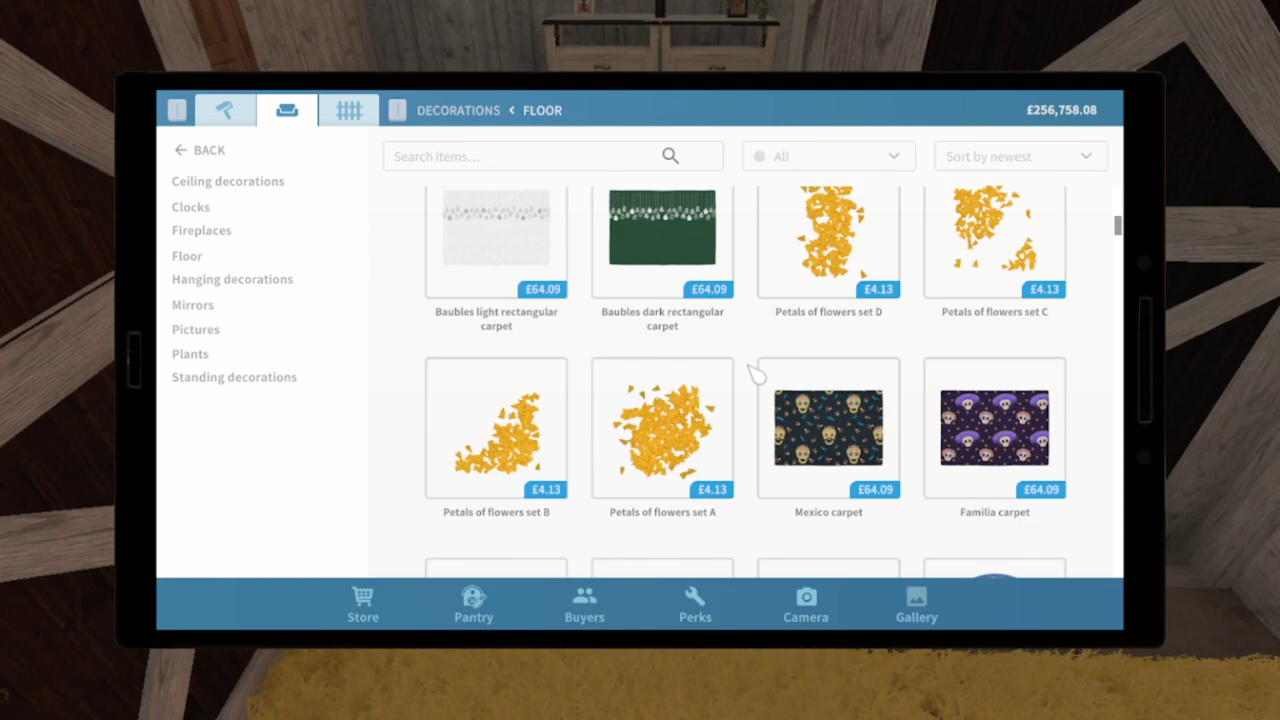 DECORATIONS < FLOOR
£256,758.08
BACK
Search items...
All
Sort by newest
Ceiling decorations
Clocks
Fireplaces
Floor
Hanging decorations
Mirrors
Pictures
Plants
Standing decorations
£64.09
£64.09
£4.13
£4.13
Baubles light rectangular
carpet
Baubles dark rectangular
carpet
Petals of flowers set D
Petals of flowers set C
£4.13
£4.13
£64.09
£64.09
Petals of flowers set B
Petals of flowers set A
Mexico carpet
Familia carpet
Store
Pantry
Buyers
Perks
Camera
Gallery